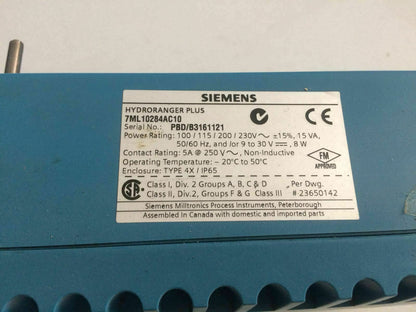 SIEMENS
HYDRORANGER PLUS
7ML10284AC10
Serial No.: PBD/B3161121
Power Rating: 100 / 115 / 200 / 230V ~ ±15%, 15 VA,
50/60 Hz, and /or 9 to 30 V ⎓, 8 W
Contact Rating: 5A @ 250 V ~, Non-Inductive
Operating Temperature: – 20°C to 50°C
Enclosure: TYPE 4X / IP65
N117
CE
FM
APPROVED
Class I, Div. 2 Groups A, B, C & D , Per Dwg.
Class II, Div. 2, Groups F & G Class III # 23650142
Siemens Milltronics Process Instruments, Peterborough
Assembled In Canada with domestic and imported parts